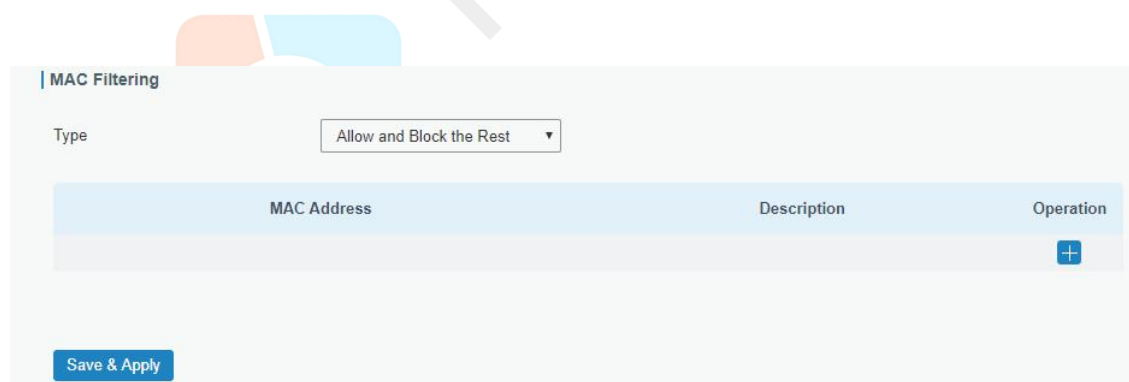 MAC Filtering
Type Allow and Block the Rest
MAC Address Description Operation
Save & Apply